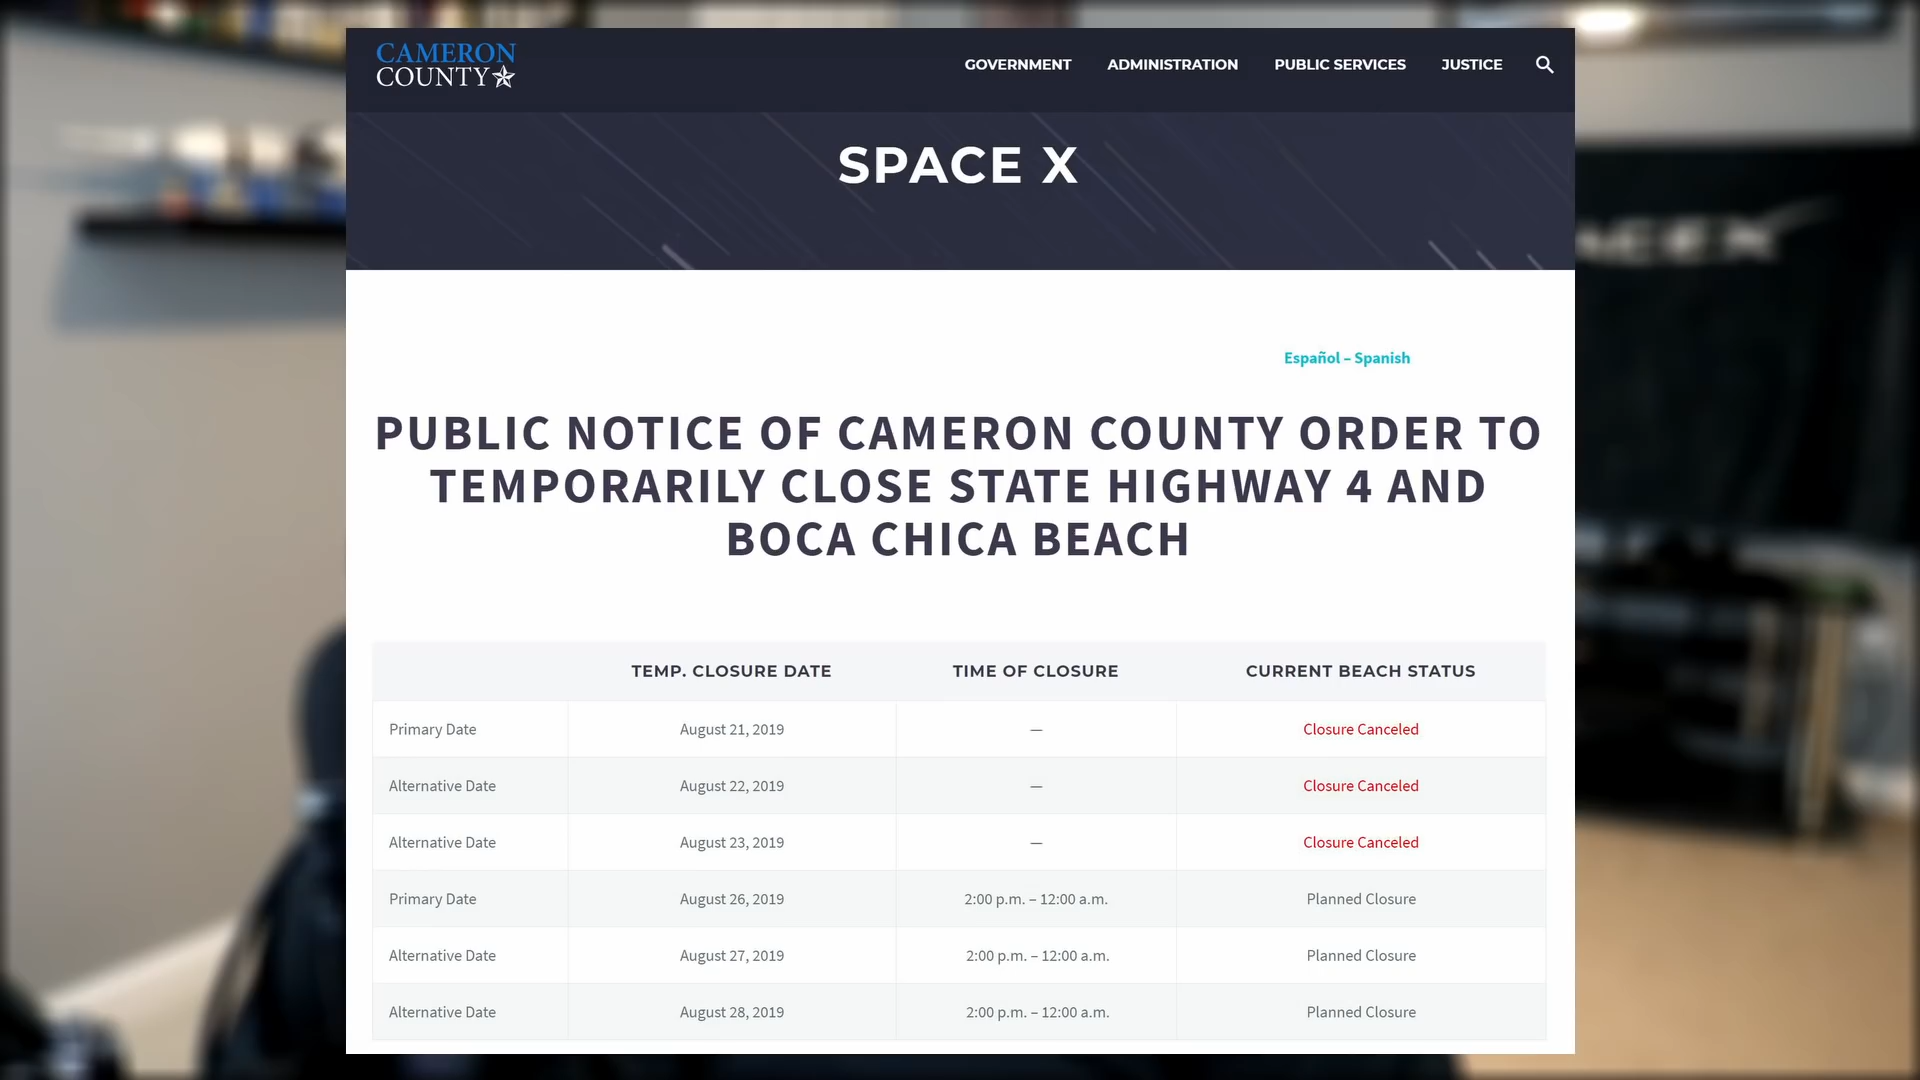 CAMERON
COUNTY
GOVERNMENT ADMINISTRATION PUBLIC SERVICES JUSTICE
SPACE X
Español – Spanish
PUBLIC NOTICE OF CAMERON COUNTY ORDER TO
TEMPORARILY CLOSE STATE HIGHWAY 4 AND
BOCA CHICA BEACH
TEMP. CLOSURE DATE TIME OF CLOSURE CURRENT BEACH STATUS
Primary Date August 21, 2019 — Closure Canceled
Alternative Date August 22, 2019 — Closure Canceled
Alternative Date August 23, 2019 — Closure Canceled
Primary Date August 26, 2019 2:00 p.m. – 12:00 a.m. Planned Closure
Alternative Date August 27, 2019 2:00 p.m. – 12:00 a.m. Planned Closure
Alternative Date August 28, 2019 2:00 p.m. – 12:00 a.m. Planned Closure